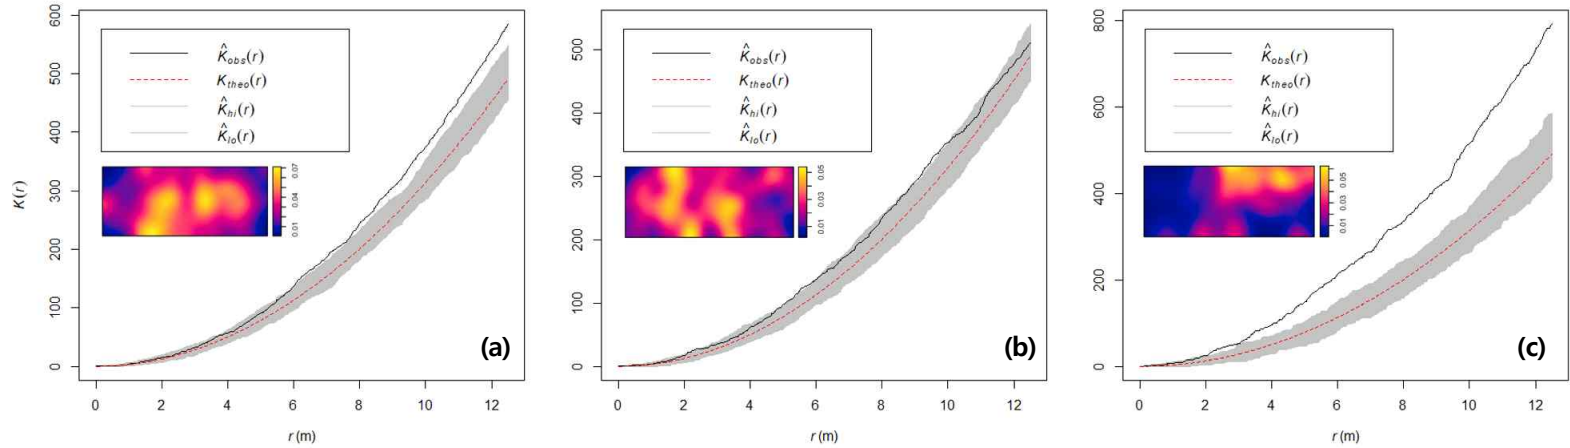 600
500
400
300
200
100
0
K(r)
K̂obs(r)
Ktheo(r)
K̂hi(r)
K̂lo(r)
0.07
0.04
0.01
(a)
0 2 4 6 8 10 12
r (m)
500
400
300
200
100
0
K̂obs(r)
Ktheo(r)
K̂hi(r)
K̂lo(r)
0.05
0.03
0.01
(b)
0 2 4 6 8 10 12
r (m)
800
600
400
200
0
K̂obs(r)
Ktheo(r)
K̂hi(r)
K̂lo(r)
0.05
0.03
0.01
(c)
0 2 4 6 8 10 12
r (m)